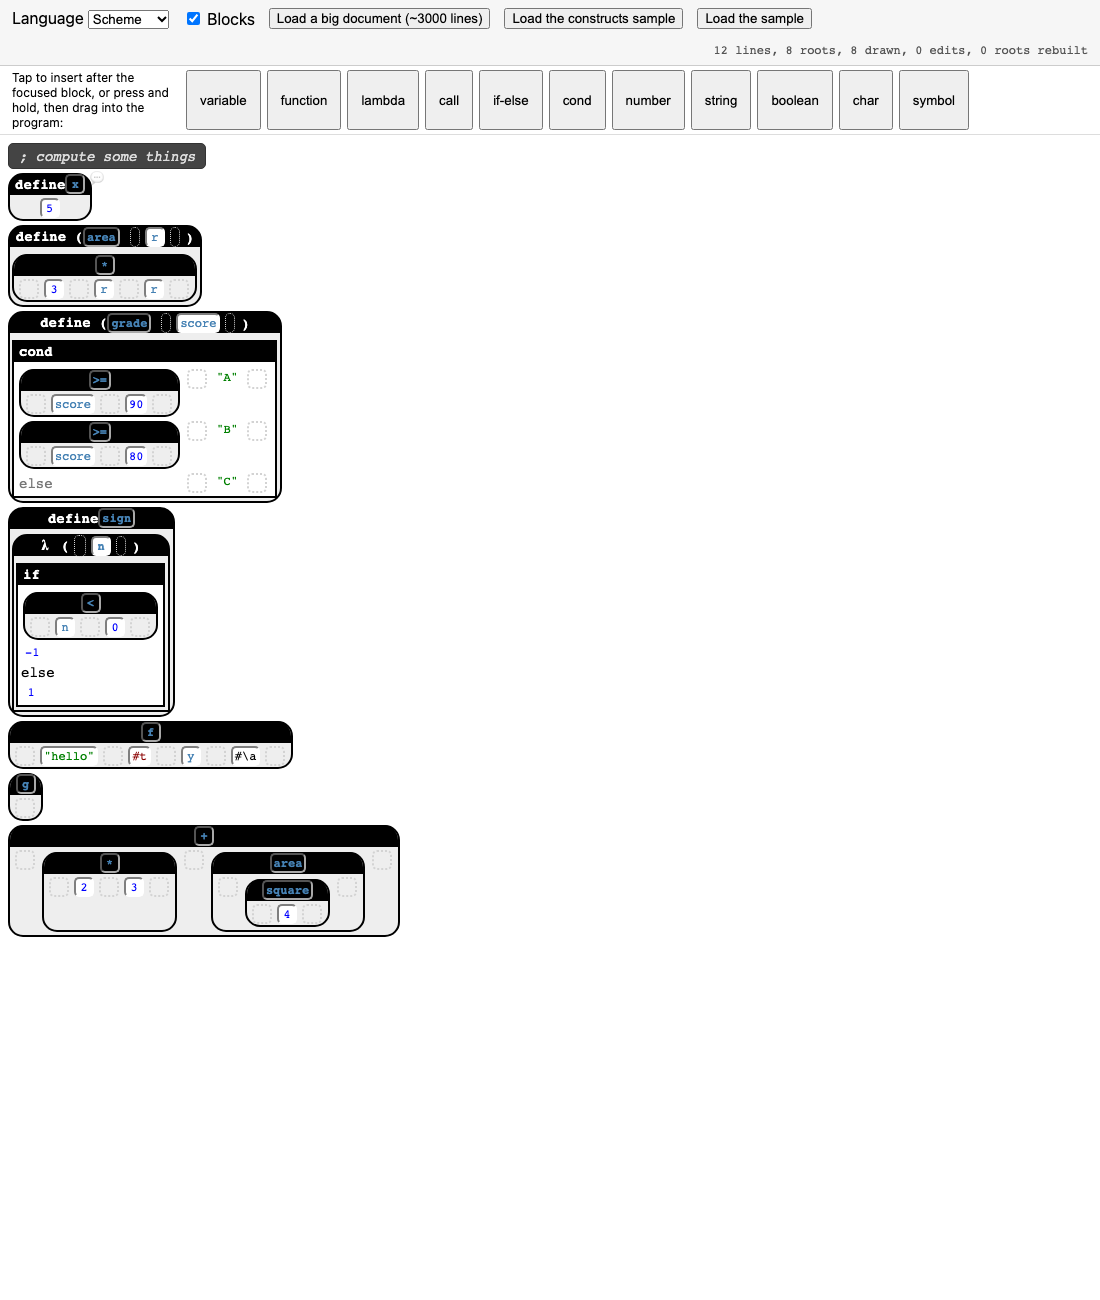 Language Scheme Blocks Load a big document (~3000 lines) Load the constructs sample Load the sample
12 lines, 8 roots, 8 drawn, 0 edits, 0 roots rebuilt
Tap to insert after the
focused block, or press and
hold, then drag into the
program:
variable function lambda call if-else cond number string boolean char symbol
; compute some things
define x
5
define ( area r )
*
3 r r
define ( grade score )
cond
>= "A"
score 90
>= "B"
score 80
else "C"
define sign
λ ( n )
if
<
n 0
-1
else
1
f
"hello" #t y #\a
g
+
* area
2 3 square
4